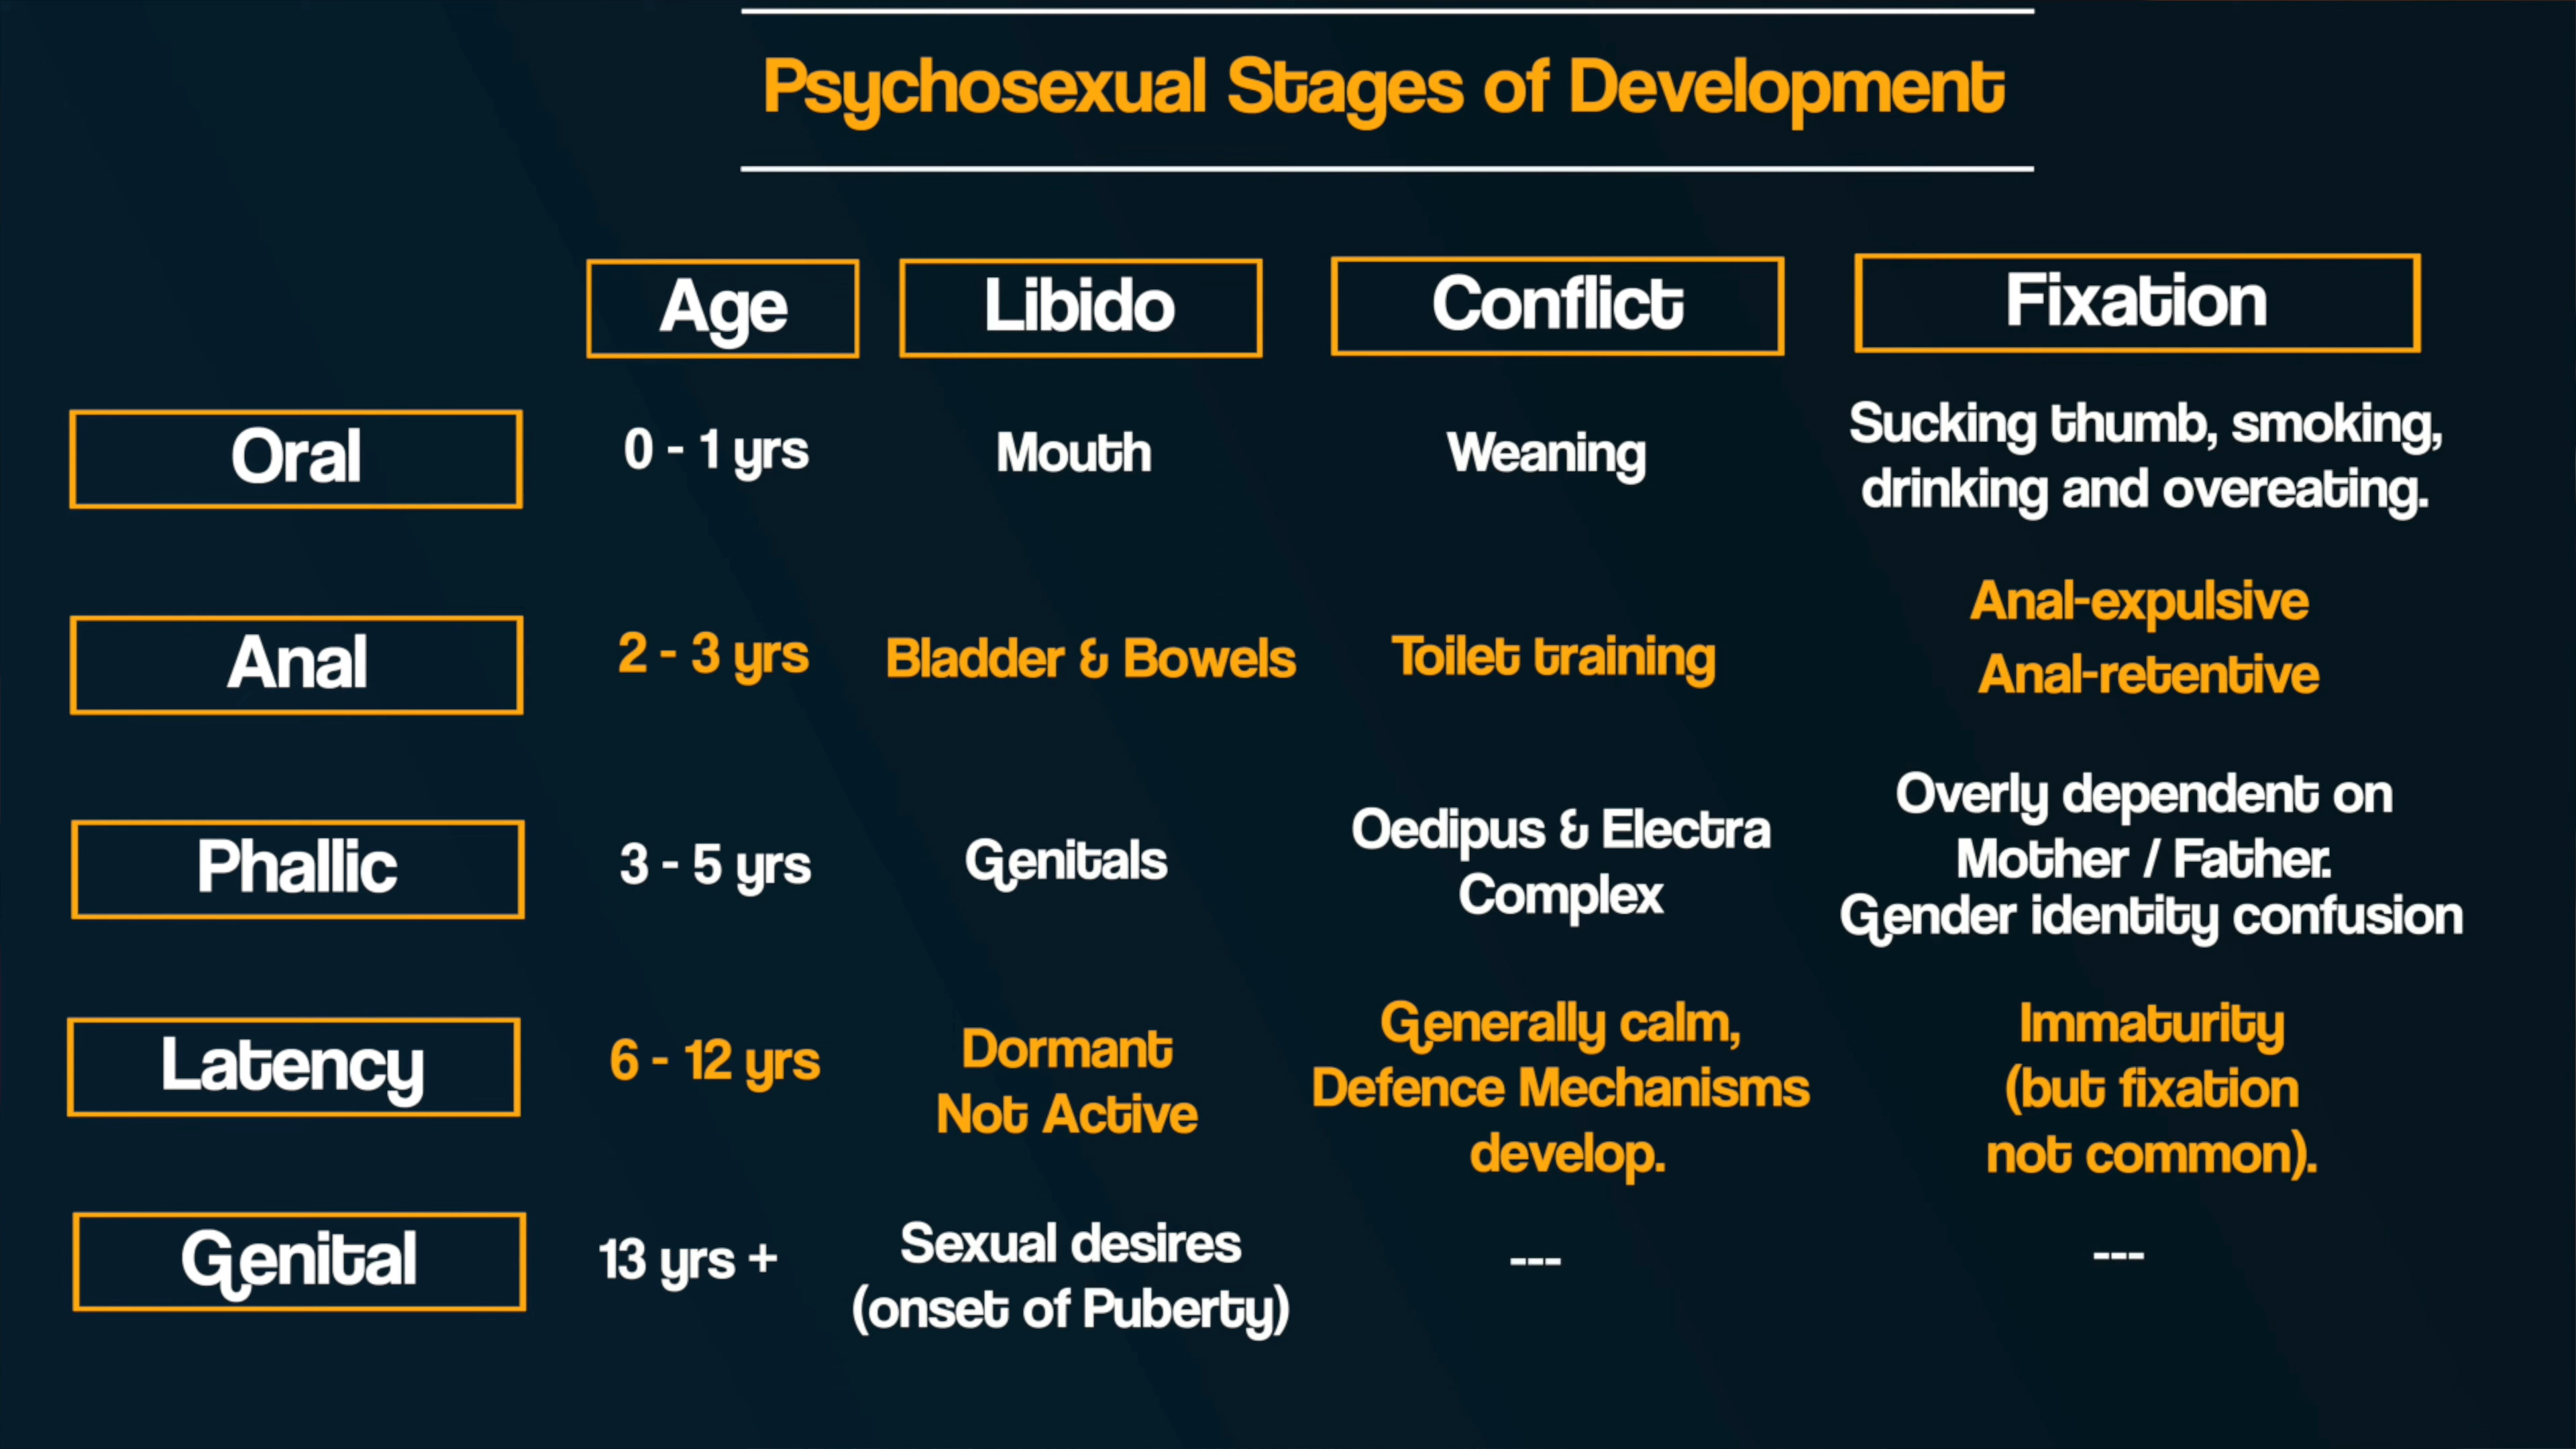 Psychosexual Stages of Development
Age
Libido
Conflict
Fixation
Oral
0 - 1 yrs
Mouth
Weaning
Sucking thumb, smoking,
drinking and overeating.
Anal
2 - 3 yrs
Bladder & Bowels
Toilet training
Anal-expulsive
Anal-retentive
Phallic
3 - 5 yrs
Genitals
Oedipus & Electra
Complex
Overly dependent on
Mother / Father.
Gender identity confusion
Latency
6 - 12 yrs
Dormant
Not Active
Generally calm,
Defence Mechanisms
develop.
Immaturity
(but fixation
not common).
Genital
13 yrs +
Sexual desires
(onset of Puberty)
---
---